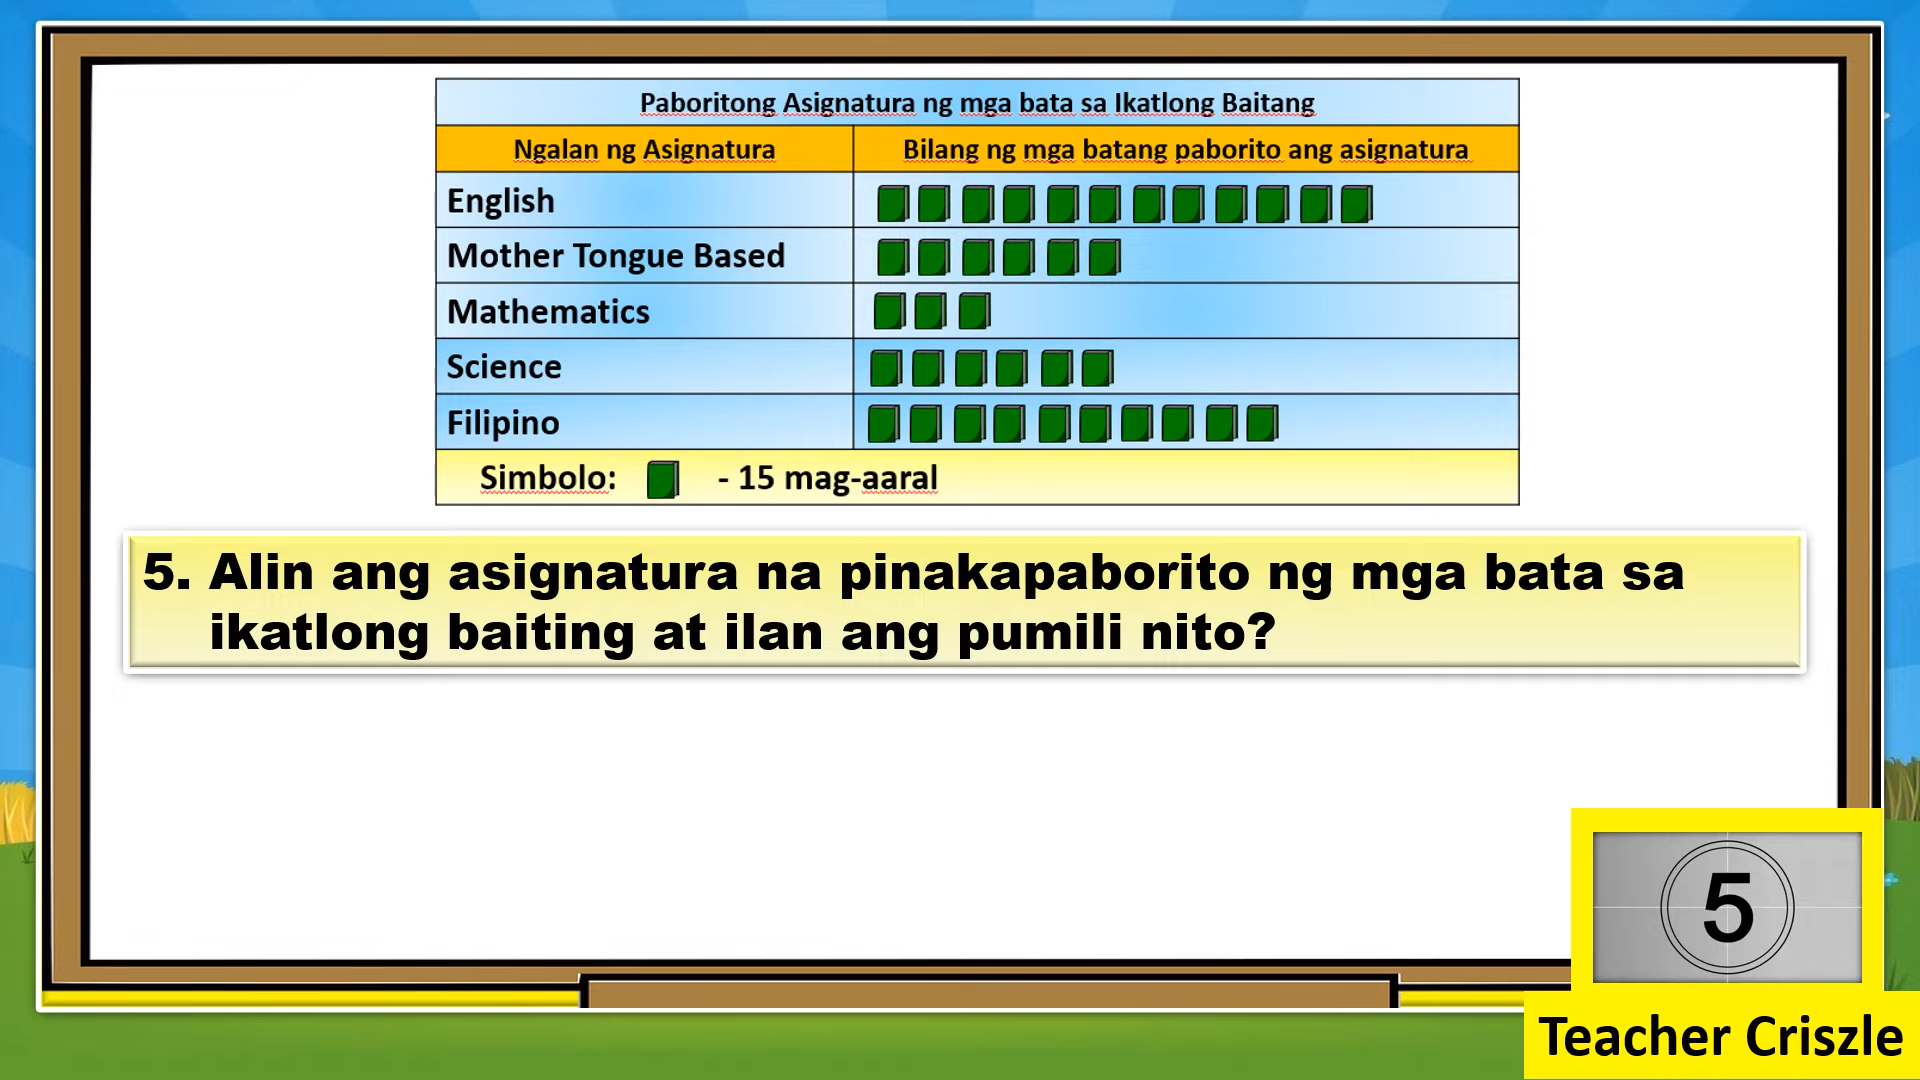 Paboritong Asignatura ng mga bata sa Ikatlong Baitang
Ngalan ng Asignatura
Bilang ng mga batang paborito ang asignatura
English
Mother Tongue Based
Mathematics
Science
Filipino
Simbolo: - 15 mag-aaral
5. Alin ang asignatura na pinakapaborito ng mga bata sa
ikatlong baiting at ilan ang pumili nito?
5
Teacher Criszle